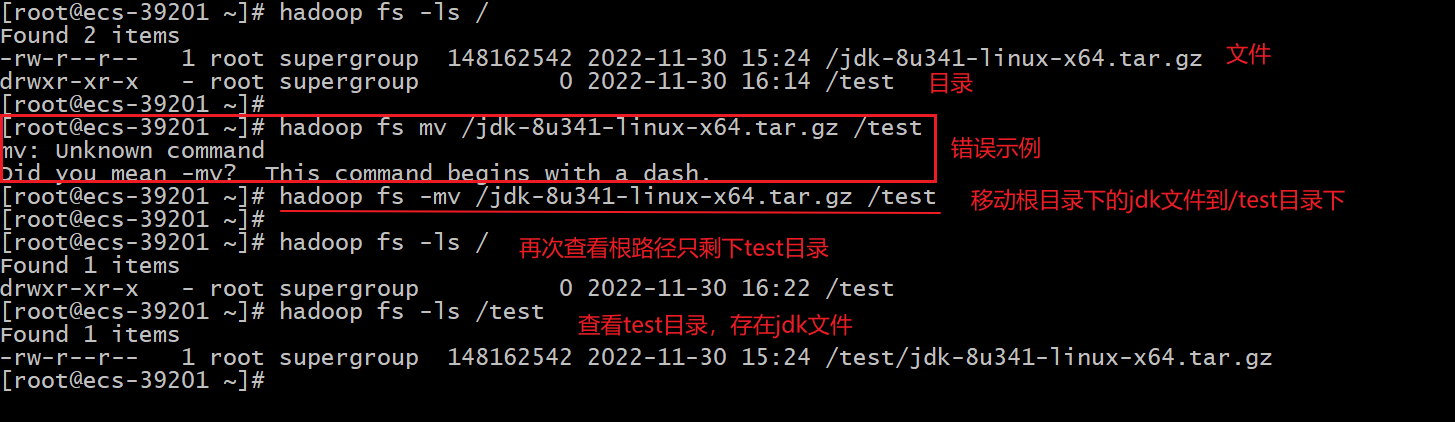 [root@ecs-39201 ~]# hadoop fs -ls /
Found 2 items
-rw-r--r--   1 root supergroup  148162542 2022-11-30 15:24 /jdk-8u341-linux-x64.tar.gz 文件
drwxr-xr-x   - root supergroup          0 2022-11-30 16:14 /test 目录
[root@ecs-39201 ~]#
[root@ecs-39201 ~]# hadoop fs mv /jdk-8u341-linux-x64.tar.gz /test
mv: Unknown command 错误示例
Did you mean -mv?  This command begins with a dash.
[root@ecs-39201 ~]# hadoop fs -mv /jdk-8u341-linux-x64.tar.gz /test 移动根目录下的jdk文件到/test目录下
[root@ecs-39201 ~]#
[root@ecs-39201 ~]# hadoop fs -ls / 再次查看根路径只剩下test目录
Found 1 items
drwxr-xr-x   - root supergroup          0 2022-11-30 16:22 /test
[root@ecs-39201 ~]# hadoop fs -ls /test 查看test目录，存在jdk文件
Found 1 items
-rw-r--r--   1 root supergroup  148162542 2022-11-30 15:24 /test/jdk-8u341-linux-x64.tar.gz
[root@ecs-39201 ~]#